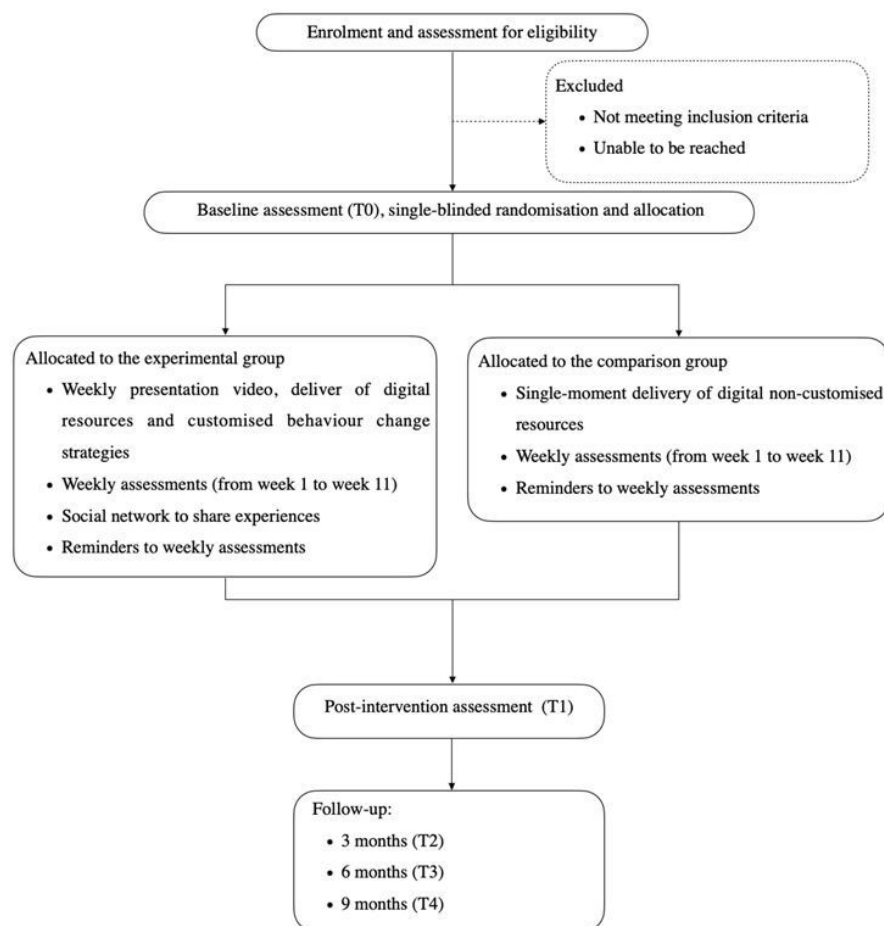 Enrolment and assessment for eligibility
Excluded
• Not meeting inclusion criteria
• Unable to be reached
Baseline assessment (T0), single-blinded randomisation and allocation
Allocated to the experimental group
• Weekly presentation video, deliver of digital
resources and customised behaviour change
strategies
• Weekly assessments (from week 1 to week 11)
• Social network to share experiences
• Reminders to weekly assessments
Allocated to the comparison group
• Single-moment delivery of digital non-customised
resources
• Weekly assessments (from week 1 to week 11)
• Reminders to weekly assessments
Post-intervention assessment (T1)
Follow-up:
• 3 months (T2)
• 6 months (T3)
• 9 months (T4)